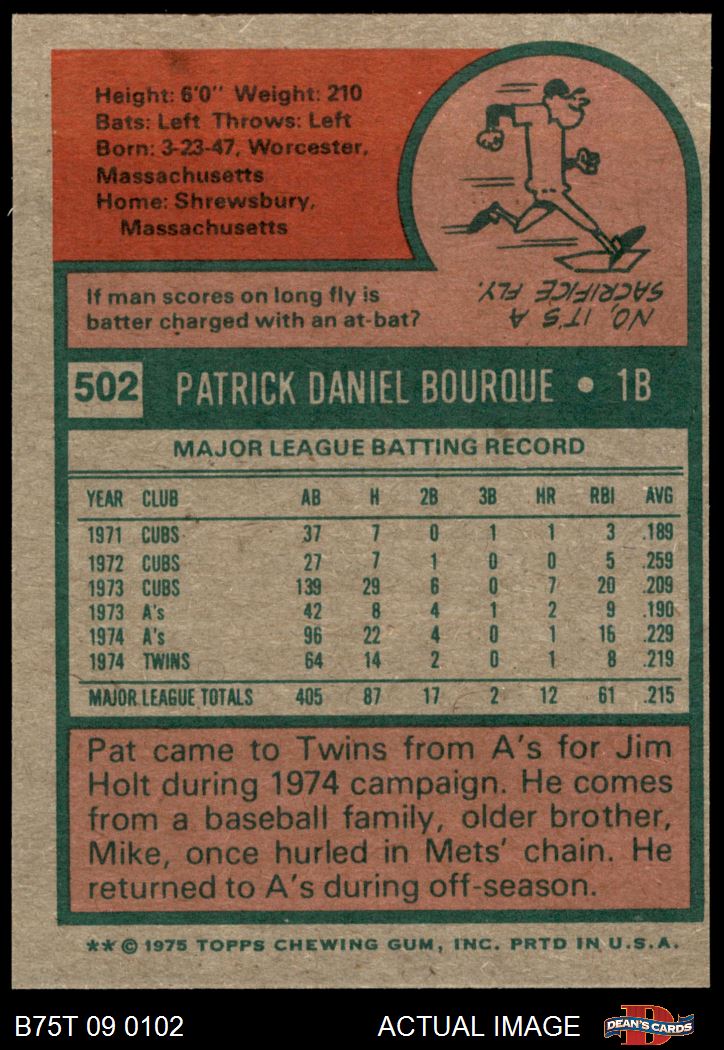 Height: 6'0" Weight: 210
Bats: Left Throws: Left
Born: 3-23-47, Worcester,
Massachusetts
Home: Shrewsbury,
Massachusetts
If man scores on long fly is
batter charged with an at-bat?
NO, IT'S A
SACRIFICE FLY.
502 PATRICK DANIEL BOURQUE • 1B
MAJOR LEAGUE BATTING RECORD
YEAR CLUB AB H 2B 3B HR RBI AVG
1971 CUBS 37 7 0 1 1 3 .189
1972 CUBS 27 7 1 0 0 5 .259
1973 CUBS 139 29 6 0 7 20 .209
1973 A's 42 8 4 1 2 9 .190
1974 A's 96 22 4 0 1 16 .229
1974 TWINS 64 14 2 0 1 8 .219
MAJOR LEAGUE TOTALS 405 87 17 2 12 61 .215
Pat came to Twins from A's for Jim
Holt during 1974 campaign. He comes
from a baseball family, older brother,
Mike, once hurled in Mets' chain. He
returned to A's during off-season.
** © 1975 TOPPS CHEWING GUM, INC. PRTD IN U.S.A.
B75T 09 0102 ACTUAL IMAGE DEAN'S CARDS